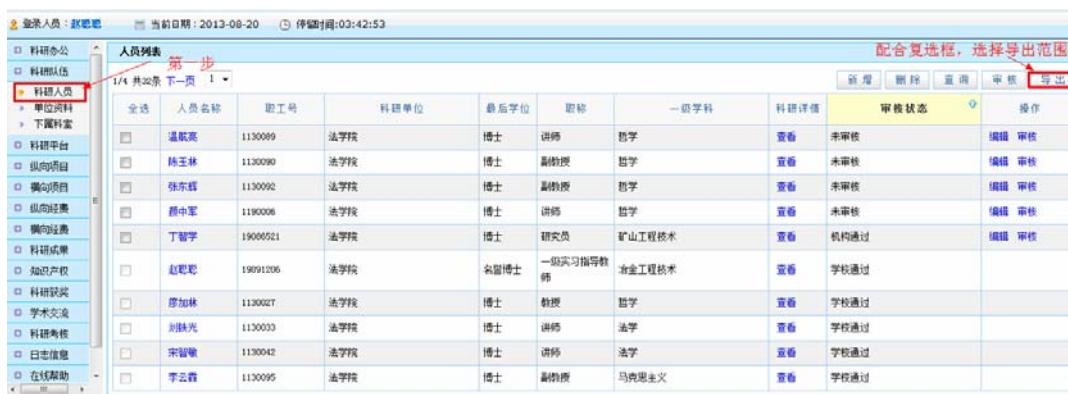 登录人员：赵聪聪 当前日期：2013-08-20 停留时间:03:42:53
科研办公
科研队伍
科研人员
单位资料
下属科室
科研平台
纵向项目
横向项目
纵向经费
横向经费
科研成果
知识产权
科研获奖
学术交流
科研考核
日志信息
在线帮助
人员列表
第一步
配合复选框，选择导出范围
1/4 共32条 下一页 1
新增 删除 查询 审核 导出
全选 人员名称 职工号 科研单位 最后学位 职称 一级学科 科研详情 审核状态 操作
温航亮 1130089 法学院 博士 讲师 哲学 查看 未审核 编辑 审核
陈王林 1130090 法学院 博士 副教授 哲学 查看 未审核 编辑 审核
张东辉 1130092 法学院 博士 副教授 哲学 查看 未审核 编辑 审核
颜中军 1190006 法学院 博士 讲师 哲学 查看 未审核 编辑 审核
丁智学 19086521 法学院 博士 研究员 矿山工程技术 查看 机构通过 编辑 审核
赵聪聪 19891206 法学院 名誉博士 一级实习指导教师 冶金工程技术 查看 学校通过
廖加林 1130027 法学院 博士 教授 哲学 查看 学校通过
刘铁光 1130033 法学院 博士 讲师 法学 查看 学校通过
宋智敏 1130042 法学院 博士 讲师 法学 查看 学校通过
李云霞 1130095 法学院 博士 副教授 马克思主义 查看 学校通过